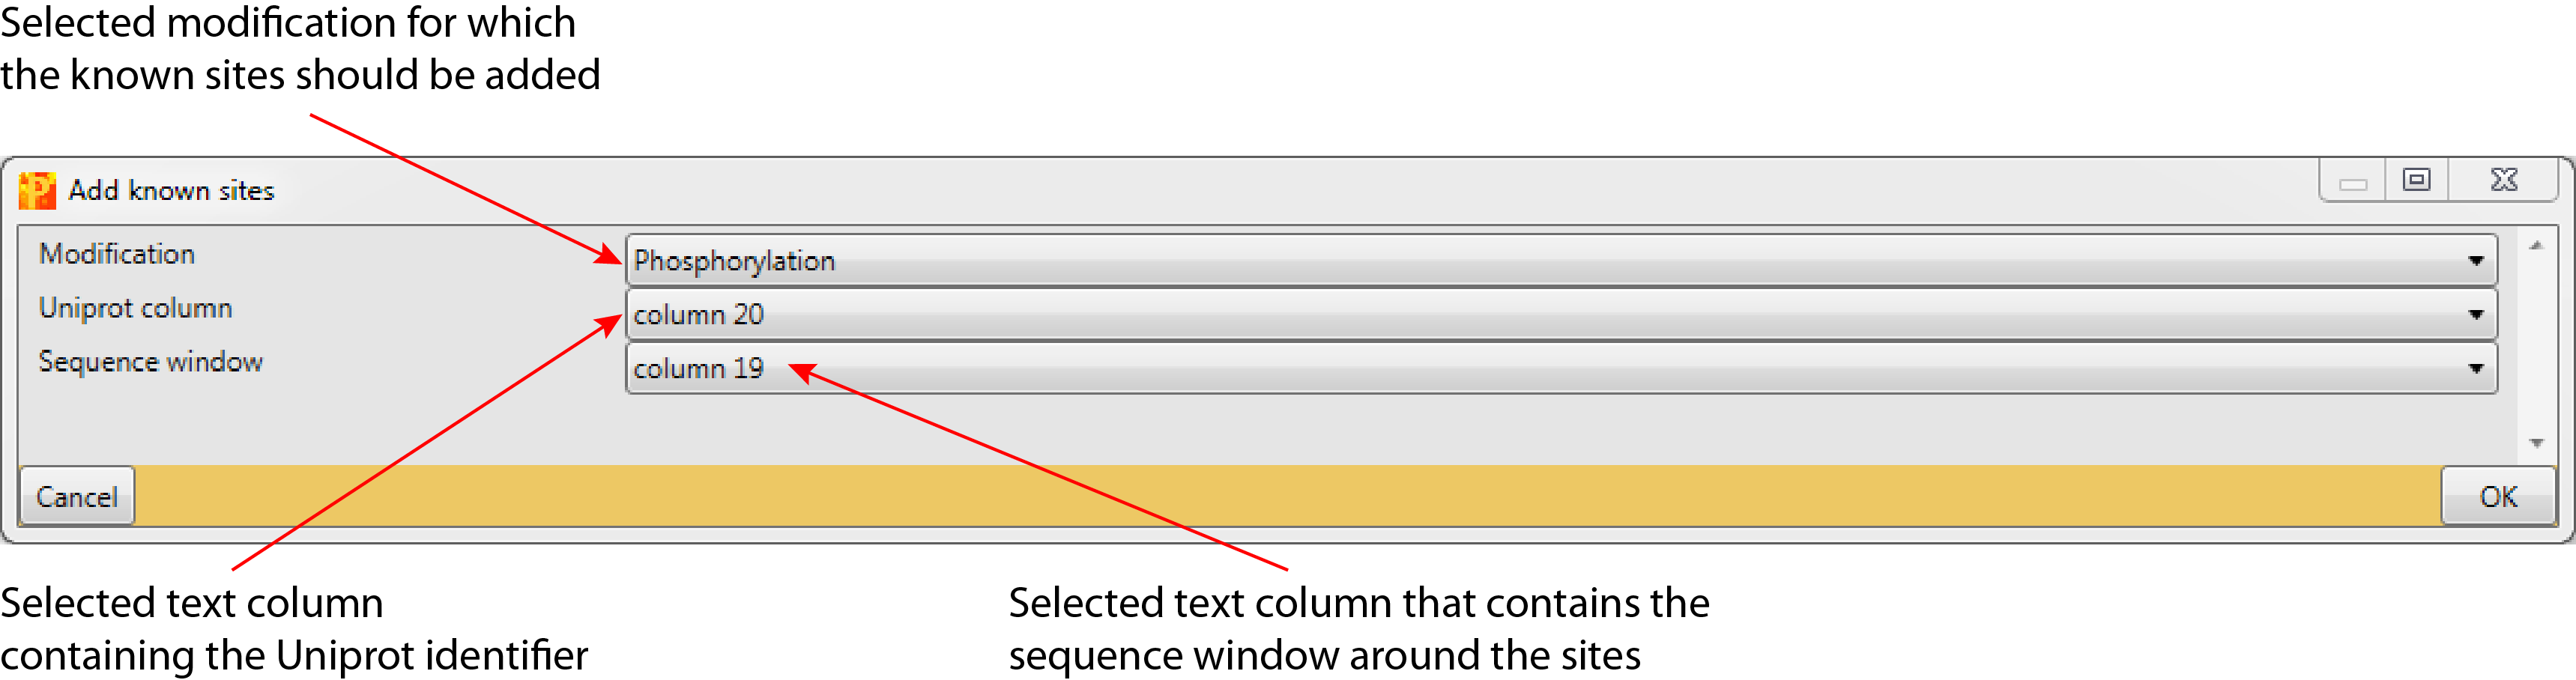 Selected modification for which
the known sites should be added
Add known sites
Modification
Phosphorylation
Uniprot column
column 20
Sequence window
column 19
Cancel
OK
Selected text column
containing the Uniprot identifier
Selected text column that contains the
sequence window around the sites